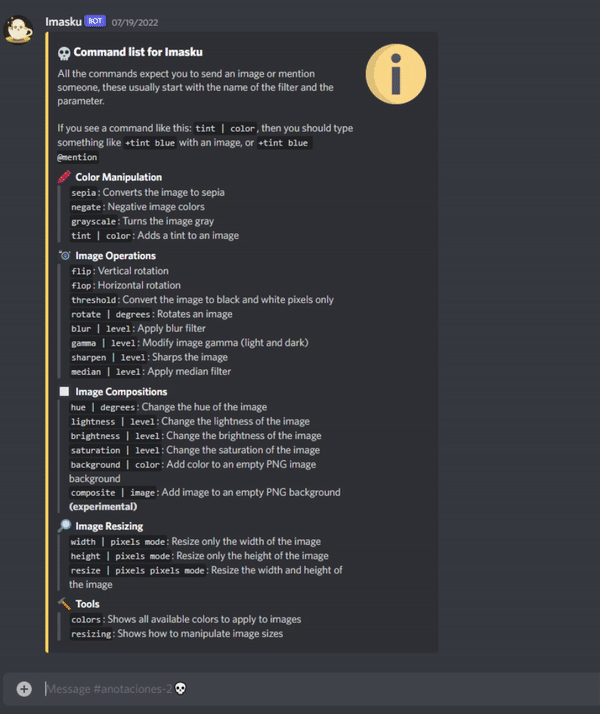 Imasku BOT 07/19/2022
Command list for Imasku
All the commands expect you to send an image or mention
someone, these usually start with the name of the filter and the
parameter.
If you see a command like this: tint | color, then you should type
something like +tint blue with an image, or +tint blue
@mention
Color Manipulation
sepia: Converts the image to sepia
negate: Negative image colors
grayscale: Turns the image gray
tint | color: Adds a tint to an image
Image Operations
flip: Vertical rotation
flop: Horizontal rotation
threshold: Convert the image to black and white pixels only
rotate | degrees: Rotates an image
blur | level: Apply blur filter
gamma | level: Modify image gamma (light and dark)
sharpen | level: Sharps the image
median | level: Apply median filter
Image Compositions
hue | degrees: Change the hue of the image
lightness | level: Change the lightness of the image
brightness | level: Change the brightness of the image
saturation | level: Change the saturation of the image
background | color: Add color to an empty PNG image
background
composite | image: Add image to an empty PNG background
(experimental)
Image Resizing
width | pixels mode: Resize only the width of the image
height | pixels mode: Resize only the height of the image
resize | pixels pixels mode: Resize the width and height of
the image
Tools
colors: Shows all available colors to apply to images
resizing: Shows how to manipulate image sizes
Message #anotaciones-2💀